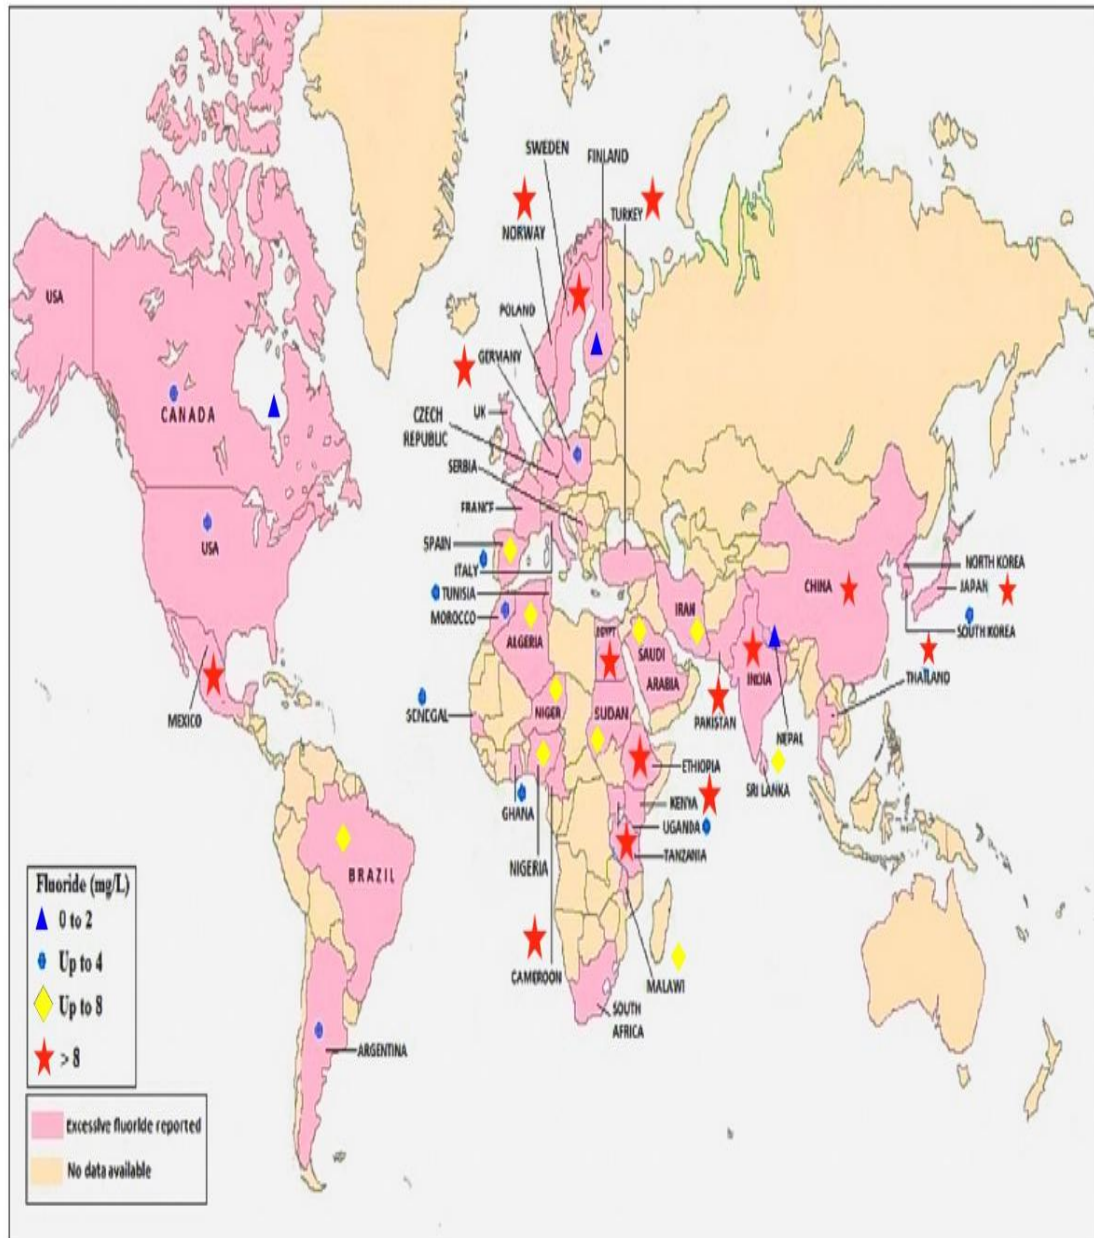 SWEDEN
FINLAND
TURKEY
NORWAY
USA
POLAND
GERMANY
CANADA
UK
CZECH
REPUBLIC
SERBIA
FRANCE
SPAIN
USA
ITALY
TUNISIA
MOROCCO
ALGERIA
EGYPT
SAUDI
ARABIA
IRAN
CHINA
NORTH KOREA
JAPAN
SOUTH KOREA
INDIA
THAILAND
MEXICO
SENEGAL
NIGER
SUDAN
PAKISTAN
NEPAL
ETHIOPIA
SRI LANKA
GHANA
KENYA
UGANDA
NIGERIA
TANZANIA
BRAZIL
CAMEROON
MALAWI
SOUTH
AFRICA
ARGENTINA
Fluoride (mg/L)
0 to 2
Up to 4
Up to 8
> 8
Excessive fluoride reported
No data available